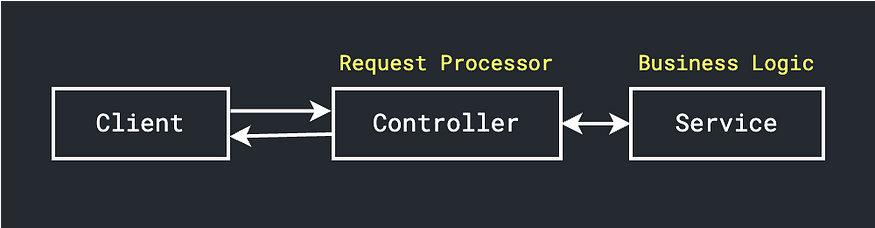 Request Processor
Business Logic
Client
Controller
Service